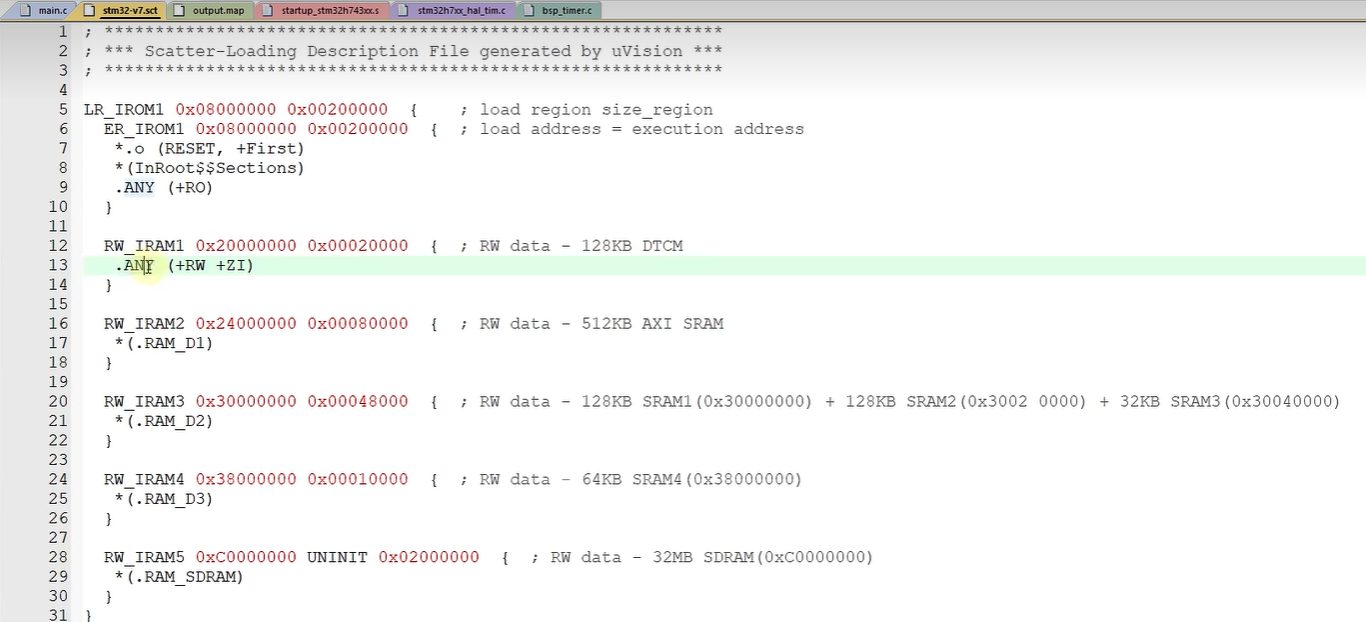 main.c stm32-v7.sct output.map startup_stm32h743xx.s stm32h7xx_hal_tim.c bsp_timer.c
1 ; *************************************************************
2 ; *** Scatter-Loading Description File generated by uVision ***
3 ; *************************************************************
4
5 LR_IROM1 0x08000000 0x00200000 { ; load region size_region
6 ER_IROM1 0x08000000 0x00200000 { ; load address = execution address
7 *.o (RESET, +First)
8 *(InRoot$$Sections)
9 .ANY (+RO)
10 }
11
12 RW_IRAM1 0x20000000 0x00020000 { ; RW data - 128KB DTCM
13 .ANY (+RW +ZI)
14 }
15
16 RW_IRAM2 0x24000000 0x00080000 { ; RW data - 512KB AXI SRAM
17 *(.RAM_D1)
18 }
19
20 RW_IRAM3 0x30000000 0x00048000 { ; RW data - 128KB SRAM1(0x30000000) + 128KB SRAM2(0x3002 0000) + 32KB SRAM3(0x30040000)
21 *(.RAM_D2)
22 }
23
24 RW_IRAM4 0x38000000 0x00010000 { ; RW data - 64KB SRAM4(0x38000000)
25 *(.RAM_D3)
26 }
27
28 RW_IRAM5 0xC0000000 UNINIT 0x02000000 { ; RW data - 32MB SDRAM(0xC0000000)
29 *(.RAM_SDRAM)
30 }
31 }